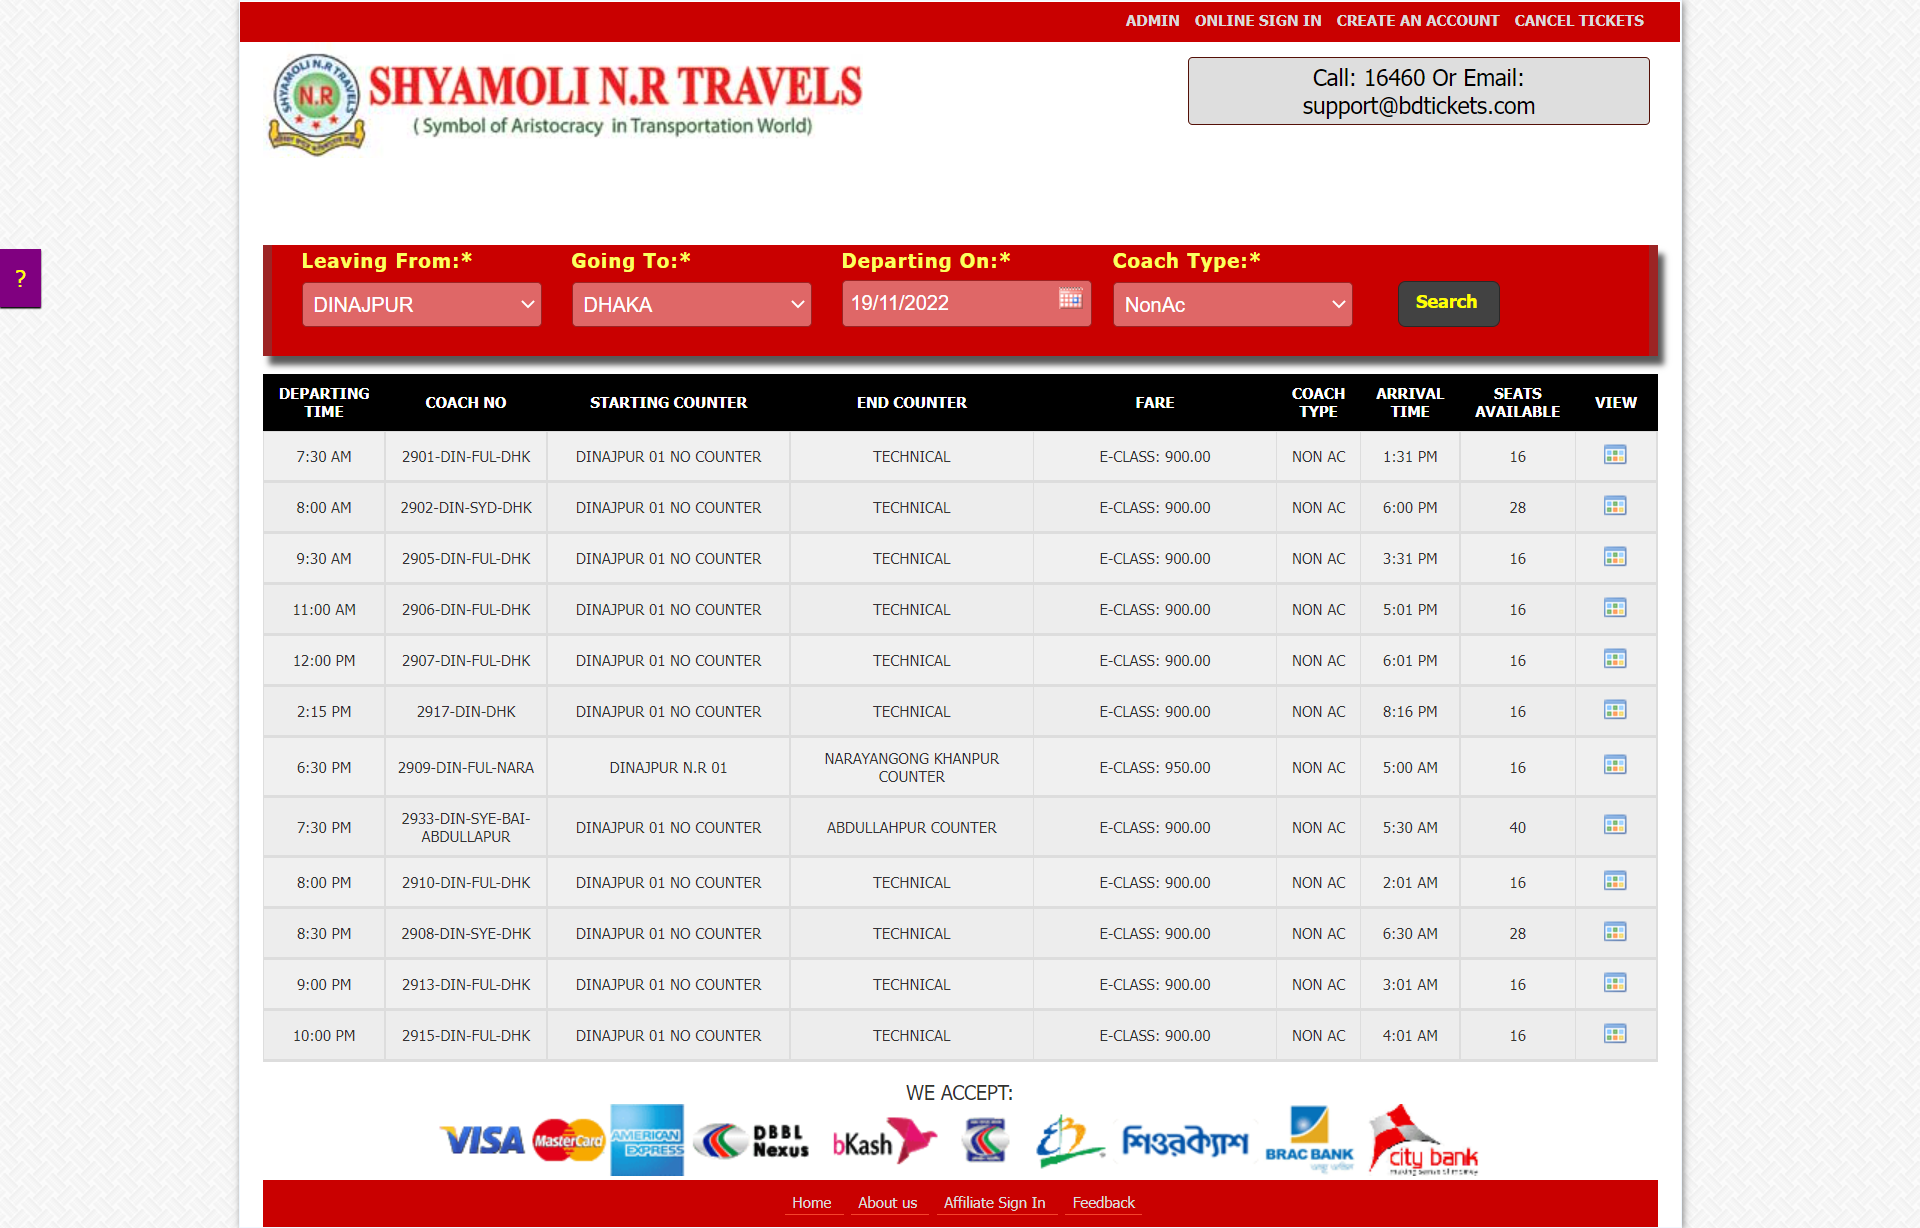 ADMIN ONLINE SIGN IN CREATE AN ACCOUNT CANCEL TICKETS
SHYAMOLI N.R TRAVELS
N.R
SHYAMOLI N.R TRAVELS
( Symbol of Aristocracy in Transportation World)
Call: 16460 Or Email:
support@bdtickets.com
?
Leaving From:* Going To:* Departing On:* Coach Type:*
DINAJPUR DHAKA 19/11/2022 NonAc Search
DEPARTING TIME COACH NO STARTING COUNTER END COUNTER FARE COACH TYPE ARRIVAL TIME SEATS AVAILABLE VIEW
7:30 AM 2901-DIN-FUL-DHK DINAJPUR 01 NO COUNTER TECHNICAL E-CLASS: 900.00 NON AC 1:31 PM 16
8:00 AM 2902-DIN-SYD-DHK DINAJPUR 01 NO COUNTER TECHNICAL E-CLASS: 900.00 NON AC 6:00 PM 28
9:30 AM 2905-DIN-FUL-DHK DINAJPUR 01 NO COUNTER TECHNICAL E-CLASS: 900.00 NON AC 3:31 PM 16
11:00 AM 2906-DIN-FUL-DHK DINAJPUR 01 NO COUNTER TECHNICAL E-CLASS: 900.00 NON AC 5:01 PM 16
12:00 PM 2907-DIN-FUL-DHK DINAJPUR 01 NO COUNTER TECHNICAL E-CLASS: 900.00 NON AC 6:01 PM 16
2:15 PM 2917-DIN-DHK DINAJPUR 01 NO COUNTER TECHNICAL E-CLASS: 900.00 NON AC 8:16 PM 16
6:30 PM 2909-DIN-FUL-NARA DINAJPUR N.R 01 NARAYANGONG KHANPUR COUNTER E-CLASS: 950.00 NON AC 5:00 AM 16
7:30 PM 2933-DIN-SYE-BAI-ABDULLAPUR DINAJPUR 01 NO COUNTER ABDULLAHPUR COUNTER E-CLASS: 900.00 NON AC 5:30 AM 40
8:00 PM 2910-DIN-FUL-DHK DINAJPUR 01 NO COUNTER TECHNICAL E-CLASS: 900.00 NON AC 2:01 AM 16
8:30 PM 2908-DIN-SYE-DHK DINAJPUR 01 NO COUNTER TECHNICAL E-CLASS: 900.00 NON AC 6:30 AM 28
9:00 PM 2913-DIN-FUL-DHK DINAJPUR 01 NO COUNTER TECHNICAL E-CLASS: 900.00 NON AC 3:01 AM 16
10:00 PM 2915-DIN-FUL-DHK DINAJPUR 01 NO COUNTER TECHNICAL E-CLASS: 900.00 NON AC 4:01 AM 16
WE ACCEPT:
VISA MasterCard AMERICAN EXPRESS DBBL Nexus bKash শিওরক্যাশ BRAC BANK city bank
making sense of money
Home About us Affiliate Sign In Feedback